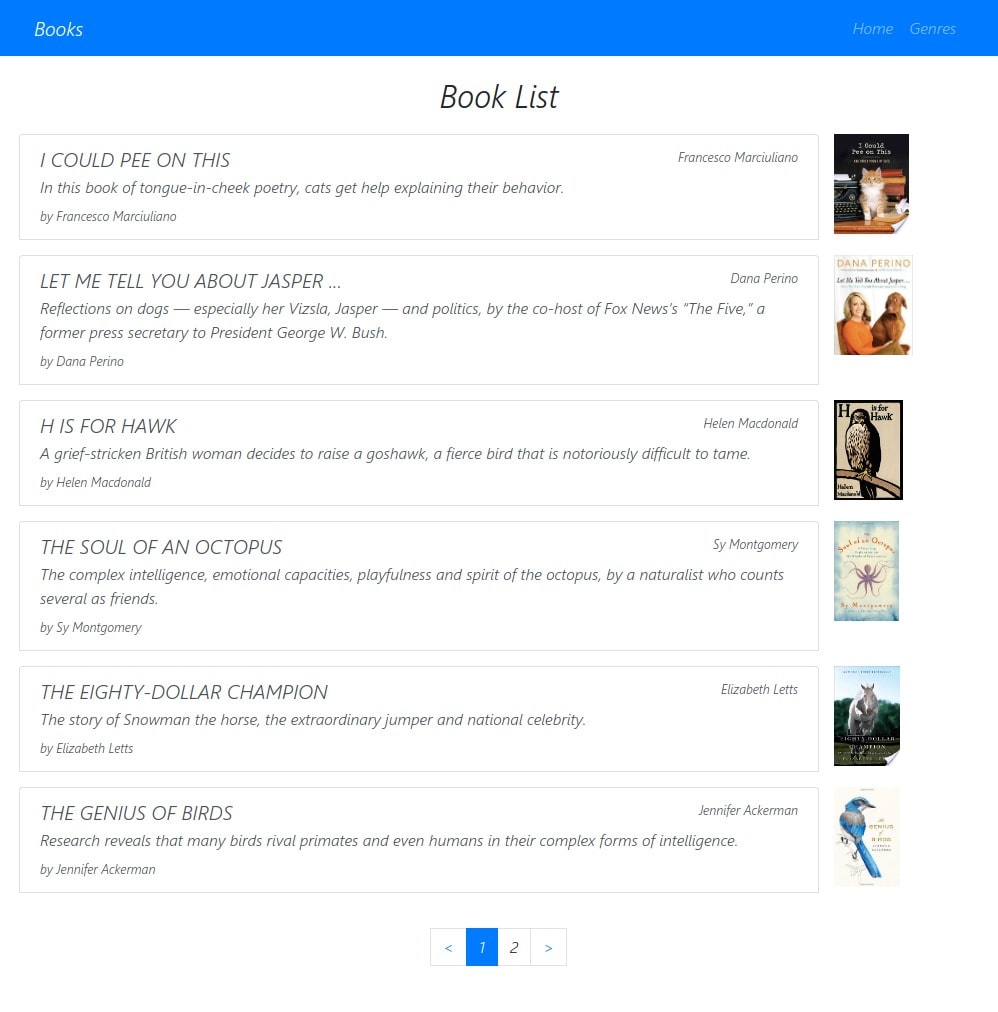 Books
Home Genres
Book List
I COULD PEE ON THIS
Francesco Marciuliano
In this book of tongue-in-cheek poetry, cats get help explaining their behavior.
by Francesco Marciuliano
I Could
Pee on This
LET ME TELL YOU ABOUT JASPER ...
Dana Perino
Reflections on dogs — especially her Vizsla, Jasper — and politics, by the co-host of Fox News's “The Five,” a
former press secretary to President George W. Bush.
by Dana Perino
DANA PERINO
Let Me Tell You About Jasper...
H IS FOR HAWK
Helen Macdonald
A grief-stricken British woman decides to raise a goshawk, a fierce bird that is notoriously difficult to tame.
by Helen Macdonald
H is for
Hawk
Helen
Macdonald
THE SOUL OF AN OCTOPUS
Sy Montgomery
The complex intelligence, emotional capacities, playfulness and spirit of the octopus, by a naturalist who counts
several as friends.
by Sy Montgomery
Soul of an Octopus
Sy Montgomery
THE EIGHTY-DOLLAR CHAMPION
Elizabeth Letts
The story of Snowman the horse, the extraordinary jumper and national celebrity.
by Elizabeth Letts
EIGHTY-DOLLAR
CHAMPION
THE GENIUS OF BIRDS
Jennifer Ackerman
Research reveals that many birds rival primates and even humans in their complex forms of intelligence.
by Jennifer Ackerman
GENIUS
BIRDS
< 1 2 >